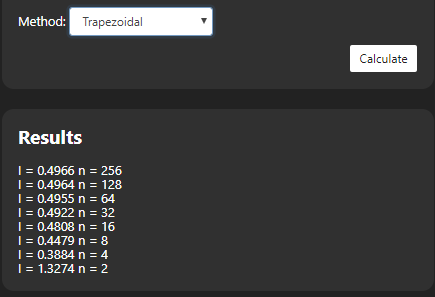 Method: Trapezoidal
Calculate
Results
I = 0.4966 n = 256
I = 0.4964 n = 128
I = 0.4955 n = 64
I = 0.4922 n = 32
I = 0.4808 n = 16
I = 0.4479 n = 8
I = 0.3884 n = 4
I = 1.3274 n = 2